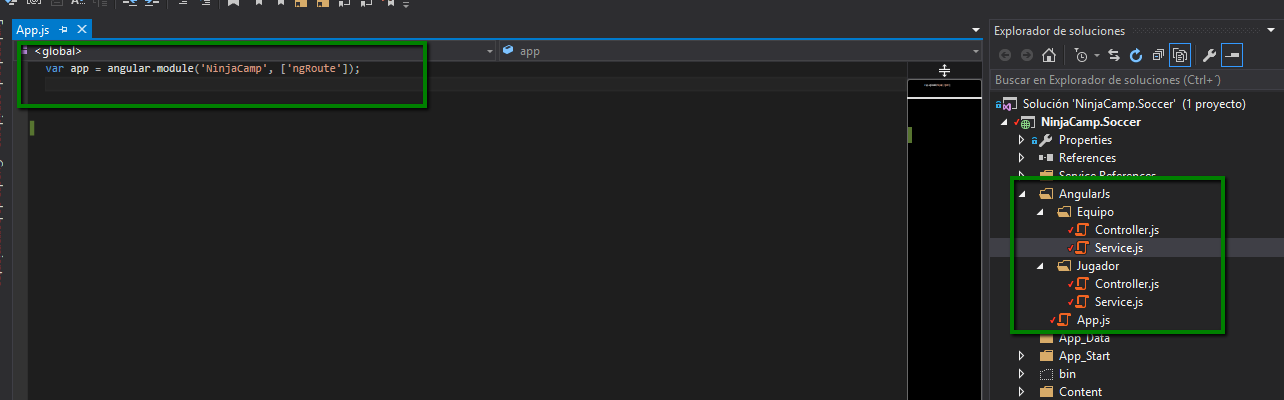 App.js
<global>
app
var app = angular.module('NinjaCamp', ['ngRoute']);
Explorador de soluciones
Buscar en Explorador de soluciones (Ctrl+´)
Solución 'NinjaCamp.Soccer' (1 proyecto)
NinjaCamp.Soccer
Properties
References
Service References
AngularJs
Equipo
Controller.js
Service.js
Jugador
Controller.js
Service.js
App.js
App_Data
App_Start
bin
Content